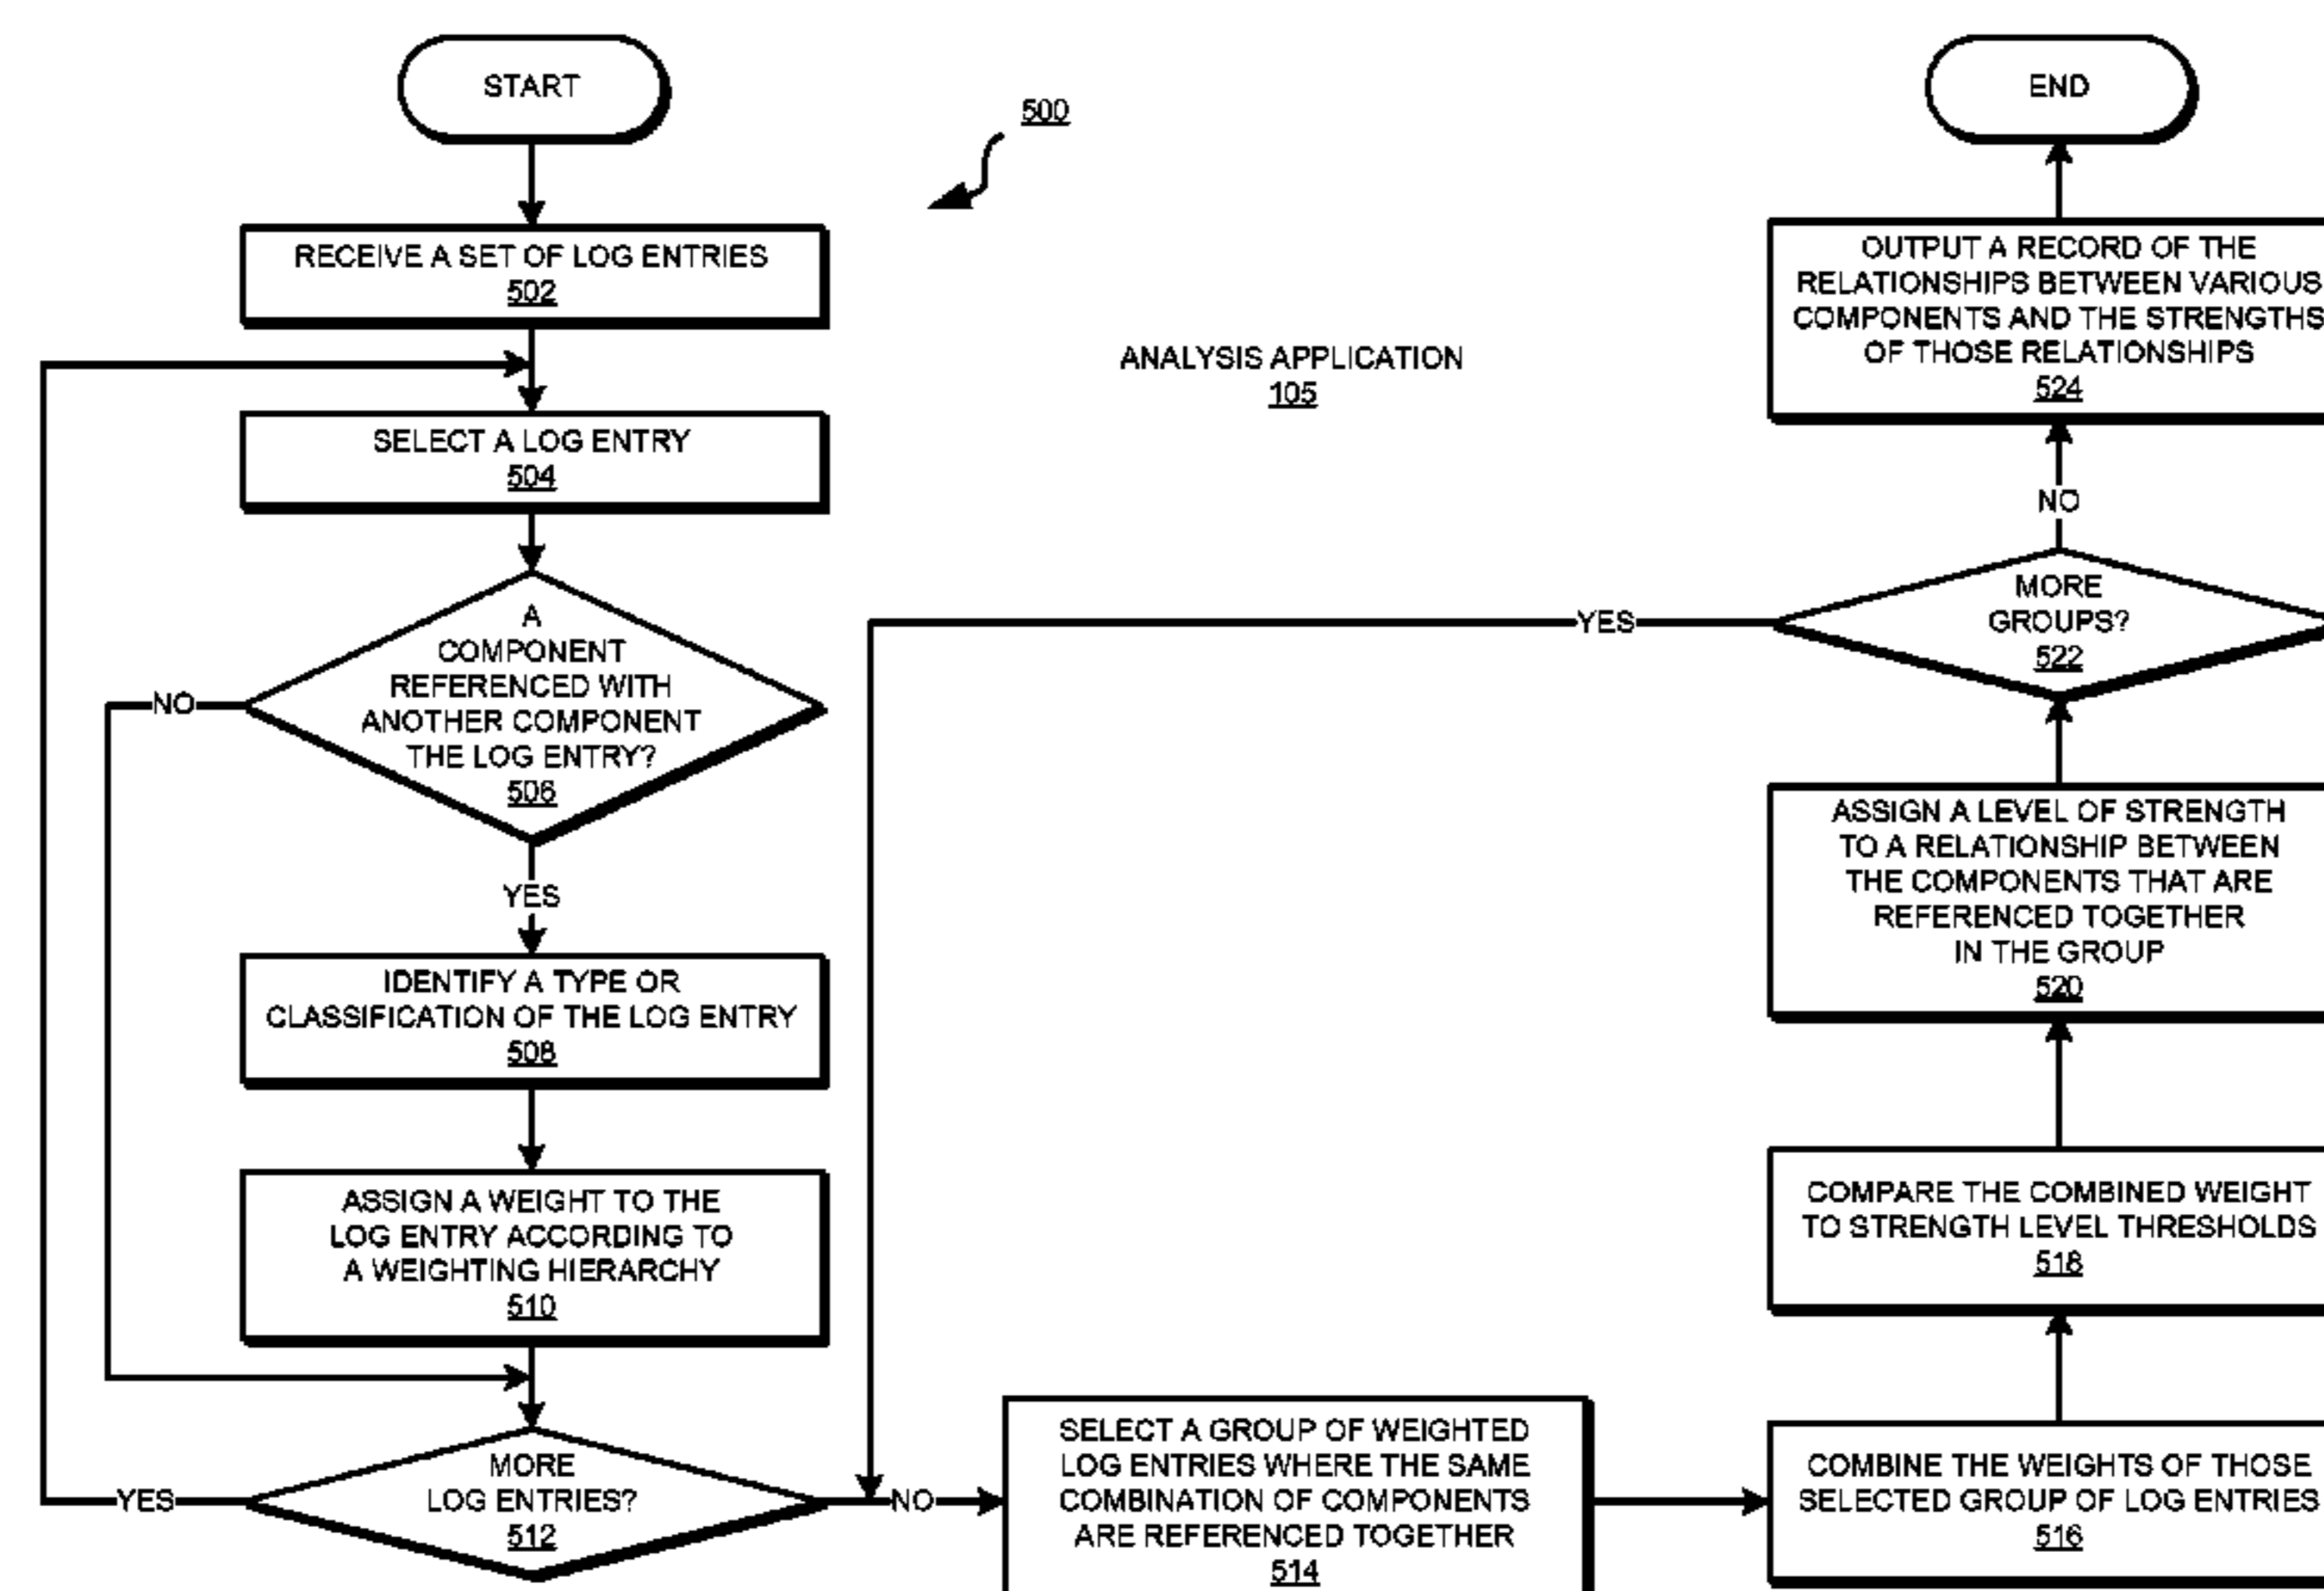 START
500
RECEIVE A SET OF LOG ENTRIES
502
SELECT A LOG ENTRY
504
A
COMPONENT
REFERENCED WITH
ANOTHER COMPONENT
THE LOG ENTRY?
506
NO
YES
IDENTIFY A TYPE OR
CLASSIFICATION OF THE LOG ENTRY
508
ASSIGN A WEIGHT TO THE
LOG ENTRY ACCORDING TO
A WEIGHTING HIERARCHY
510
MORE
LOG ENTRIES?
512
YES
NO
ANALYSIS APPLICATION
105
SELECT A GROUP OF WEIGHTED
LOG ENTRIES WHERE THE SAME
COMBINATION OF COMPONENTS
ARE REFERENCED TOGETHER
514
COMBINE THE WEIGHTS OF THOSE
SELECTED GROUP OF LOG ENTRIES
516
COMPARE THE COMBINED WEIGHT
TO STRENGTH LEVEL THRESHOLDS
518
ASSIGN A LEVEL OF STRENGTH
TO A RELATIONSHIP BETWEEN
THE COMPONENTS THAT ARE
REFERENCED TOGETHER
IN THE GROUP
520
MORE
GROUPS?
522
YES
NO
OUTPUT A RECORD OF THE
RELATIONSHIPS BETWEEN VARIOUS
COMPONENTS AND THE STRENGTHS
OF THOSE RELATIONSHIPS
524
END